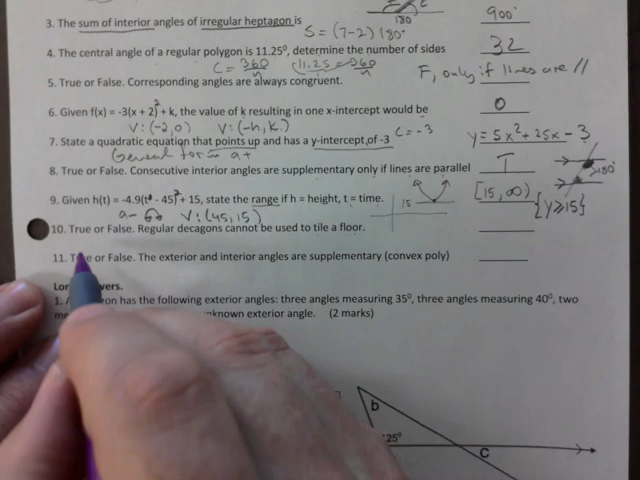 3. The sum of interior angles of irregular heptagon is
S = (7-2) 180°
180°
900°
4. The central angle of a regular polygon is 11.25⁰, determine the number of sides
C = 360/n 11.25 = 360/n
32
5. True or False. Corresponding angles are always congruent.
F, only if lines are //
6. Given f(x) = -3(x + 2)² + k, the value of k resulting in one x-intercept would be
V: (-2,0) V: (-h, k)
0
7. State a quadratic equation that points up and has a y-intercept of -3
C = -3
y = 5x² + 25x - 3
General form a +
8. True or False. Consecutive interior angles are supplementary only if lines are parallel
T
180°
9. Given h(t) = -4.9(t - 45)² + 15, state the range if h = height, t = time.
15
[15, ∞)
{y≥15}
V: (45,15)
10. True or False. Regular decagons cannot be used to tile a floor.
11. True or False. The exterior and interior angles are supplementary (convex poly)
1. has the following exterior angles: three angles measuring 35⁰, three angles measuring 40⁰, two
unknown exterior angle. (2 marks)
b
25°
C